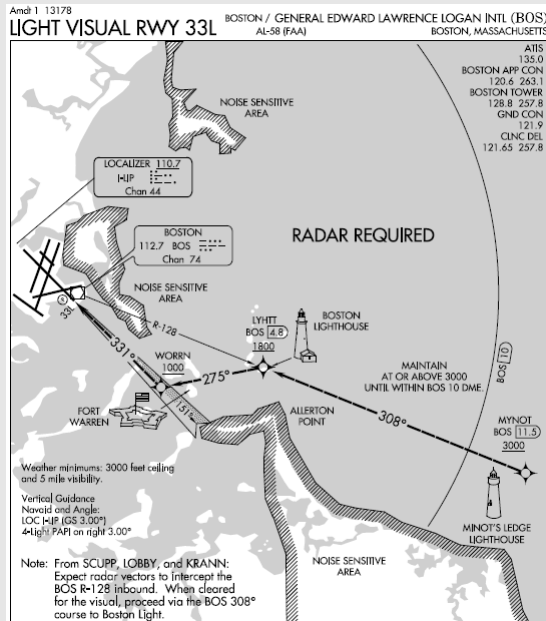 Amdt 1 13178
LIGHT VISUAL RWY 33L
BOSTON / GENERAL EDWARD LAWRENCE LOGAN INTL (BOS)
AL-58 (FAA)
BOSTON, MASSACHUSETTS
ATIS
135.0
BOSTON APP CON
120.6 263.1
BOSTON TOWER
128.8 257.8
GND CON
121.9
CLNC DEL
121.65 257.8
NOISE SENSITIVE
AREA
LOCALIZER 110.7
I-LIP
Chan 44
BOSTON
112.7 BOS
Chan 74
RADAR REQUIRED
NOISE SENSITIVE
AREA
R-128
33L
331°
LYHTT
BOS 4.8
1800
BOSTON
LIGHTHOUSE
WORRN
1000
275°
151°
FORT
WARREN
MAINTAIN
AT OR ABOVE 3000
UNTIL WITHIN BOS 10 DME.
BOS 10
308°
ALLERTON
POINT
MYNOT
BOS 11.5
3000
MINOT'S LEDGE
LIGHTHOUSE
Weather minimums: 3000 feet ceiling
and 5 mile visibility.
Vertical Guidance
Navaid and Angle:
LOC I-LIP (GS 3.00°)
4-Light PAPI on right 3.00°
NOISE SENSITIVE
AREA
Note: From SCUPP, LOBBY, and KRANN:
Expect radar vectors to intercept the
BOS R-128 inbound. When cleared
for the visual, proceed via the BOS 308°
course to Boston Light.